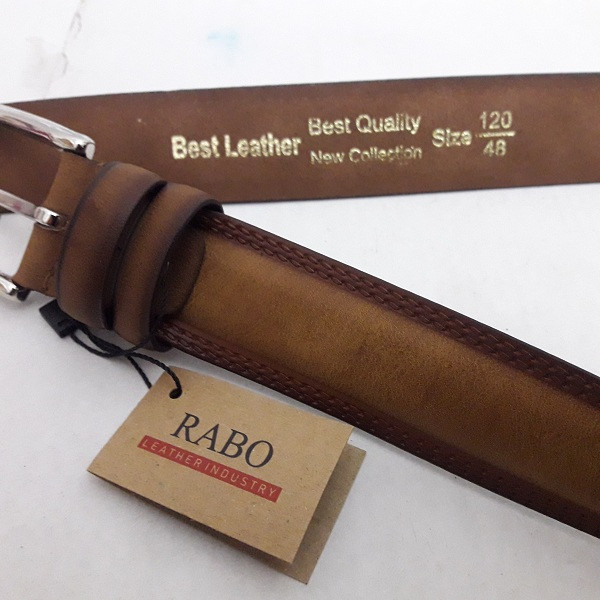 Best Leather
Best Quality
New Collection
Size 120
48
RABO
LEATHER INDUSTRY